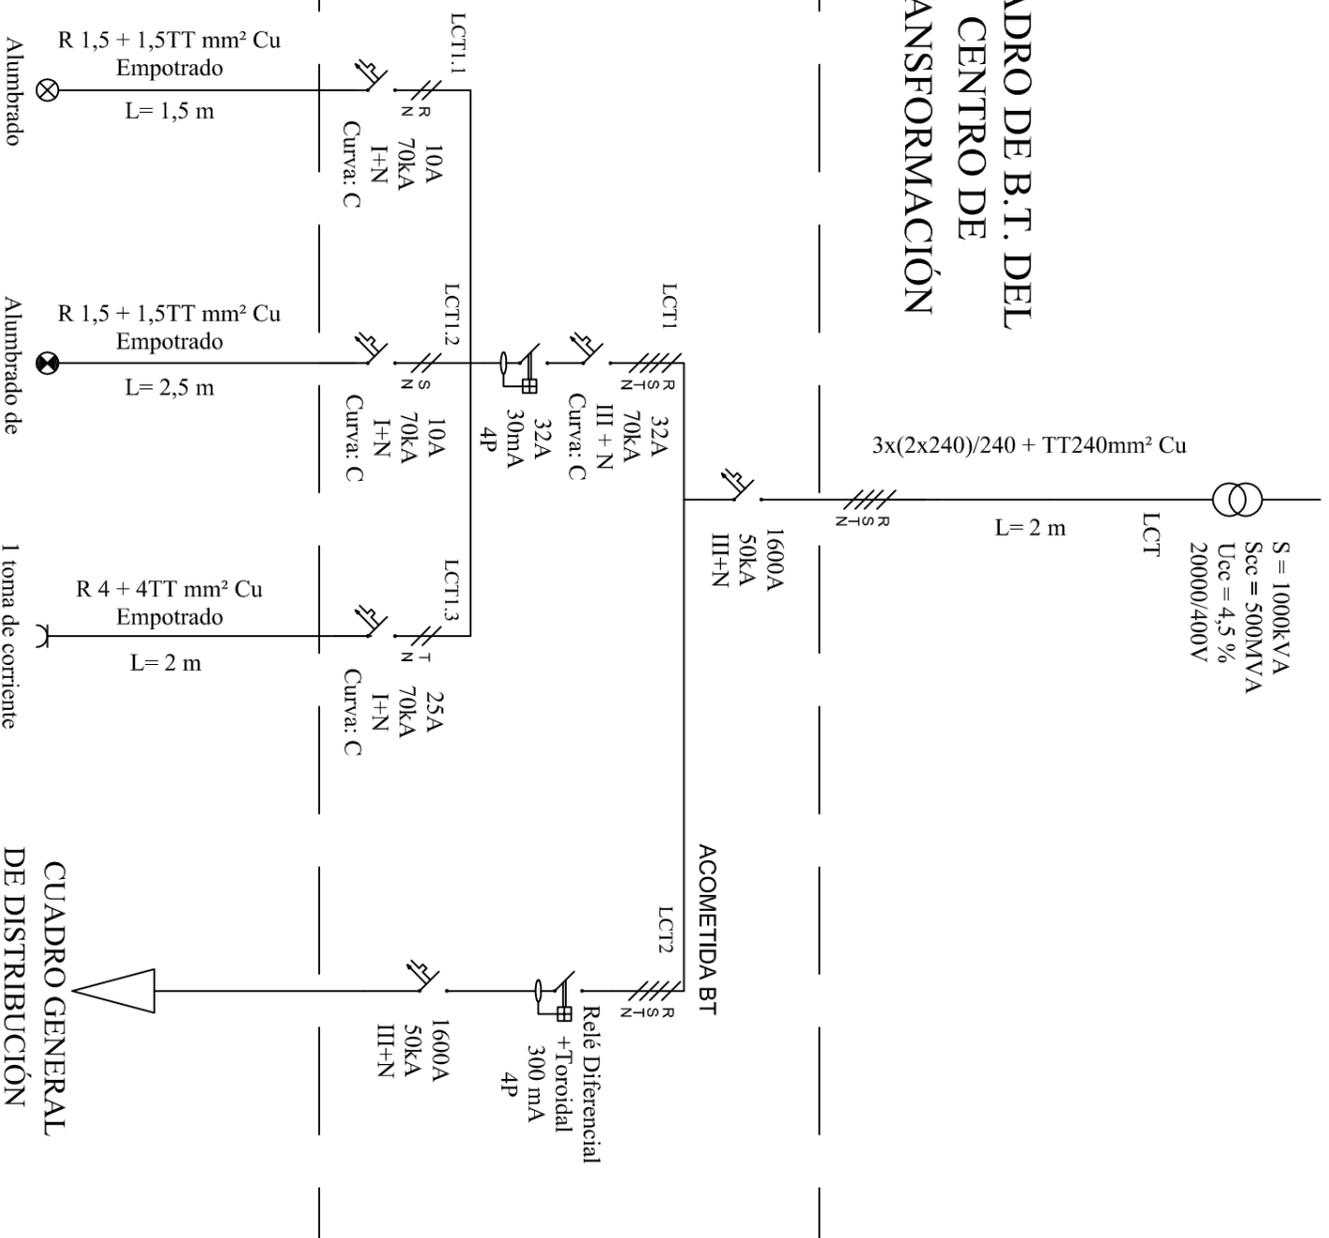 ADRO DE B.T. DEL
CENTRO DE
ANSFORMACIÓN
S = 1000kVA
Scc = 500MVA
Ucc = 4,5 %
20000/400V
LCT
3x(2x240)/240 + TT240mm² Cu
L= 2 m
R
S
T
N
1600A
50kA
III+N
ACOMETIDA BT
LCT1
R
S
T
N
32A
70kA
III + N
Curva: C
32A
30mA
4P
LCT2
R
S
T
N
Relé Diferencial
+Toroidal
300 mA
4P
1600A
50kA
III+N
LCT1.1
R
N
10A
70kA
I+N
Curva: C
LCT1.2
S
N
10A
70kA
I+N
Curva: C
LCT1.3
T
N
25A
70kA
I+N
Curva: C
R 1,5 + 1,5TT mm² Cu
Empotrado
L= 1,5 m
R 1,5 + 1,5TT mm² Cu
Empotrado
L= 2,5 m
R 4 + 4TT mm² Cu
Empotrado
L= 2 m
Alumbrado
Alumbrado de
1 toma de corriente
CUADRO GENERAL
DE DISTRIBUCIÓN